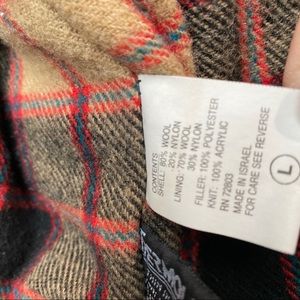 CONTENTS
SHELL: 80% WOOL
20% NYLON
LINING: 70% WOOL
30% NYLON
FILLER: 100% POLYESTER
KNIT: 100% ACRYLIC
RN 72803
MADE IN ISRAEL
FOR CARE SEE REVERSE
L